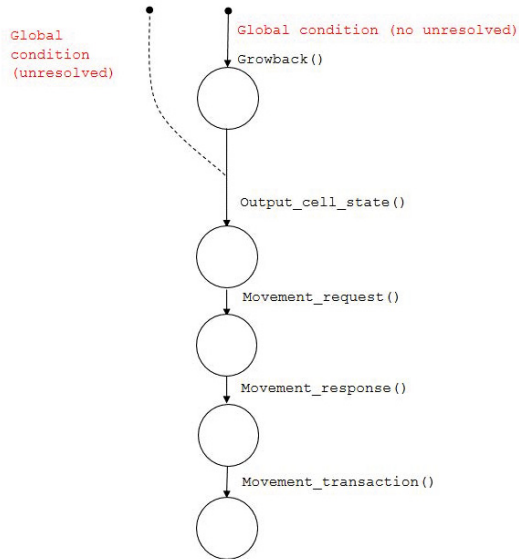 Global
condition
(unresolved)
Global condition (no unresolved)
Growback()
Output_cell_state()
Movement_request()
Movement_response()
Movement_transaction()